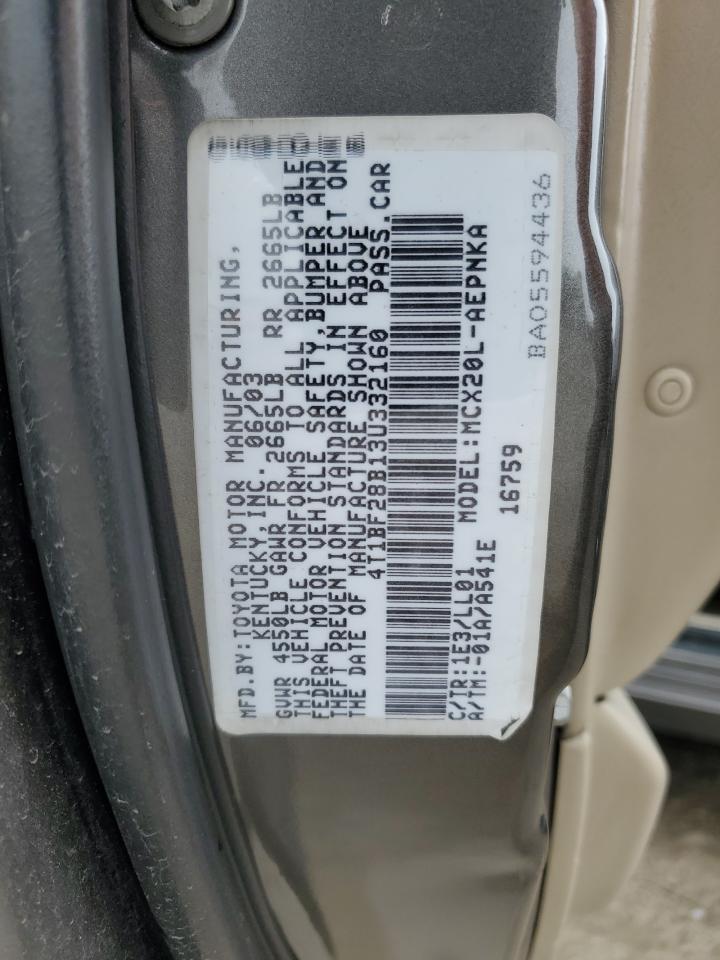 MFD.BY:TOYOTA MOTOR MANUFACTURING,
KENTUCKY,INC. 06/03
GVWR 4550LB GAWR FR 2665LB RR 2665LB
THIS VEHICLE CONFORMS TO ALL APPLICABLE
FEDERAL MOTOR VEHICLE SAFETY,BUMPER AND
THEFT PREVENTION STANDARDS IN EFFECT ON
THE DATE OF MANUFACTURE SHOWN ABOVE
4T1BF28B13U332160 PASS.CAR
C/TR:1E3/LL01 MODEL:MCX20L-AEPNKA
A/TM:-01A/A541E 16759
BA05594436